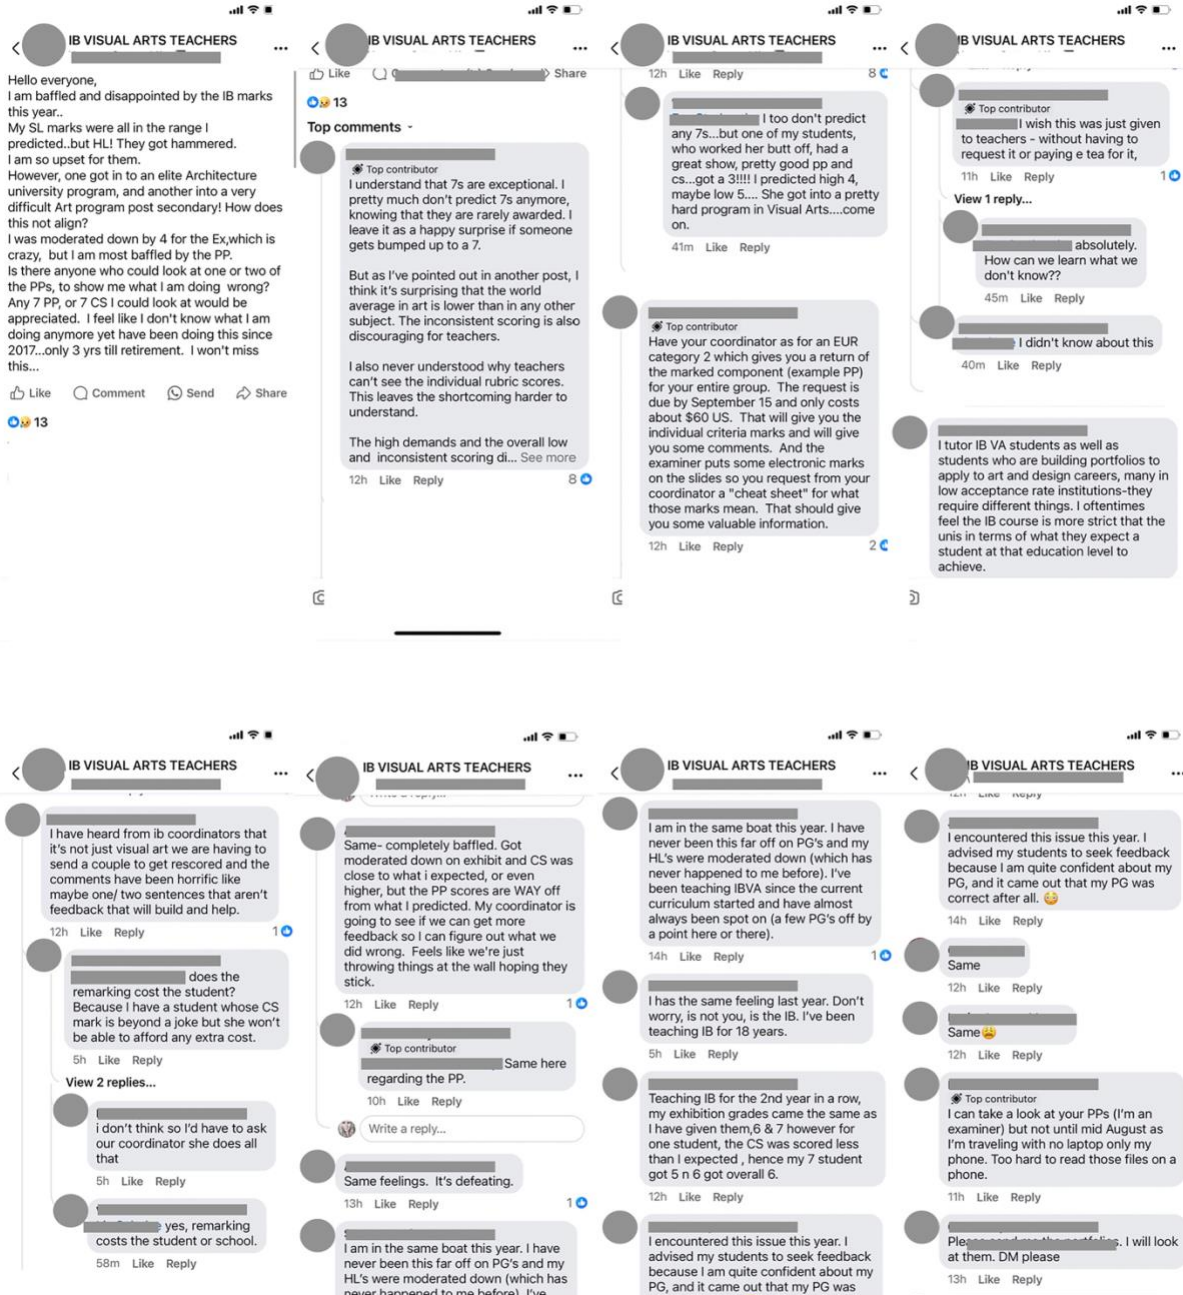 IB VISUAL ARTS TEACHERS
Hello everyone,
I am baffled and disappointed by the IB marks
this year..
My SL marks were all in the range I
predicted..but HL! They got hammered.
I am so upset for them.
However, one got in to an elite Architecture
university program, and another into a very
difficult Art program post secondary! How does
this not align?
I was moderated down by 4 for the Ex,which is
crazy, but I am most baffled by the PP.
Is there anyone who could look at one or two of
the PPs, to show me what I am doing wrong?
Any 7 PP, or 7 CS I could look at would be
appreciated. I feel like I don't know what I am
doing anymore yet have been doing this since
2017...only 3 yrs till retirement. I won't miss
this...
Like Comment Send Share
13
IB VISUAL ARTS TEACHERS
Like Share
13
Top comments
Top contributor
I understand that 7s are exceptional. I
pretty much don't predict 7s anymore,
knowing that they are rarely awarded. I
leave it as a happy surprise if someone
gets bumped up to a 7.
But as I've pointed out in another post, I
think it's surprising that the world
average in art is lower than in any other
subject. The inconsistent scoring is also
discouraging for teachers.
I also never understood why teachers
can't see the individual rubric scores.
This leaves the shortcoming harder to
understand.
The high demands and the overall low
and inconsistent scoring di... See more
12h Like Reply 8
IB VISUAL ARTS TEACHERS
12h Like Reply 8
I too don't predict
any 7s...but one of my students,
who worked her butt off, had a
great show, pretty good pp and
cs...got a 3!!!! I predicted high 4,
maybe low 5.... She got into a pretty
hard program in Visual Arts....come
on.
41m Like Reply
Top contributor
Have your coordinator as for an EUR
category 2 which gives you a return of
the marked component (example PP)
for your entire group. The request is
due by September 15 and only costs
about $60 US. That will give you the
individual criteria marks and will give
you some comments. And the
examiner puts some electronic marks
on the slides so you request from your
coordinator a "cheat sheet" for what
those marks mean. That should give
you some valuable information.
12h Like Reply 2
IB VISUAL ARTS TEACHERS
Top contributor
I wish this was just given
to teachers - without having to
request it or paying e tea for it,
11h Like Reply 1
View 1 reply...
absolutely.
How can we learn what we
don't know??
45m Like Reply
I didn't know about this
40m Like Reply
I tutor IB VA students as well as
students who are building portfolios to
apply to art and design careers, many in
low acceptance rate institutions-they
require different things. I oftentimes
feel the IB course is more strict that the
unis in terms of what they expect a
student at that education level to
achieve.
IB VISUAL ARTS TEACHERS
I have heard from ib coordinators that
it's not just visual art we are having to
send a couple to get rescored and the
comments have been horrific like
maybe one/ two sentences that aren't
feedback that will build and help.
12h Like Reply 1
does the
remarking cost the student?
Because I have a student whose CS
mark is beyond a joke but she won't
be able to afford any extra cost.
5h Like Reply
View 2 replies...
i don't think so I'd have to ask
our coordinator she does all
that
5h Like Reply
yes, remarking
costs the student or school.
58m Like Reply
IB VISUAL ARTS TEACHERS
Same- completely baffled. Got
moderated down on exhibit and CS was
close to what i expected, or even
higher, but the PP scores are WAY off
from what I predicted. My coordinator is
going to see if we can get more
feedback so I can figure out what we
did wrong. Feels like we're just
throwing things at the wall hoping they
stick.
12h Like Reply 1
Top contributor
Same here
regarding the PP.
10h Like Reply
Write a reply...
Same feelings. It's defeating.
13h Like Reply 1
I am in the same boat this year. I have
never been this far off on PG's and my
HL's were moderated down (which has
never happened to me before). I've
IB VISUAL ARTS TEACHERS
I am in the same boat this year. I have
never been this far off on PG's and my
HL's were moderated down (which has
never happened to me before). I've
been teaching IBVA since the current
curriculum started and have almost
always been spot on (a few PG's off by
a point here or there).
14h Like Reply 1
I has the same feeling last year. Don't
worry, is not you, is the IB. I've been
teaching IB for 18 years.
5h Like Reply
Teaching IB for the 2nd year in a row,
my exhibition grades came the same as
I have given them,6 & 7 however for
one student, the CS was scored less
than I expected , hence my 7 student
got 5 n 6 got overall 6.
12h Like Reply
I encountered this issue this year. I
advised my students to seek feedback
because I am quite confident about my
PG, and it came out that my PG was
IB VISUAL ARTS TEACHERS
12h Like Reply
I encountered this issue this year. I
advised my students to seek feedback
because I am quite confident about my
PG, and it came out that my PG was
correct after all. 😳
14h Like Reply
Same
12h Like Reply
Same😩
12h Like Reply
Top contributor
I can take a look at your PPs (I'm an
examiner) but not until mid August as
I'm traveling with no laptop only my
phone. Too hard to read those files on a
phone.
11h Like Reply
I will look
at them. DM please
13h Like Reply